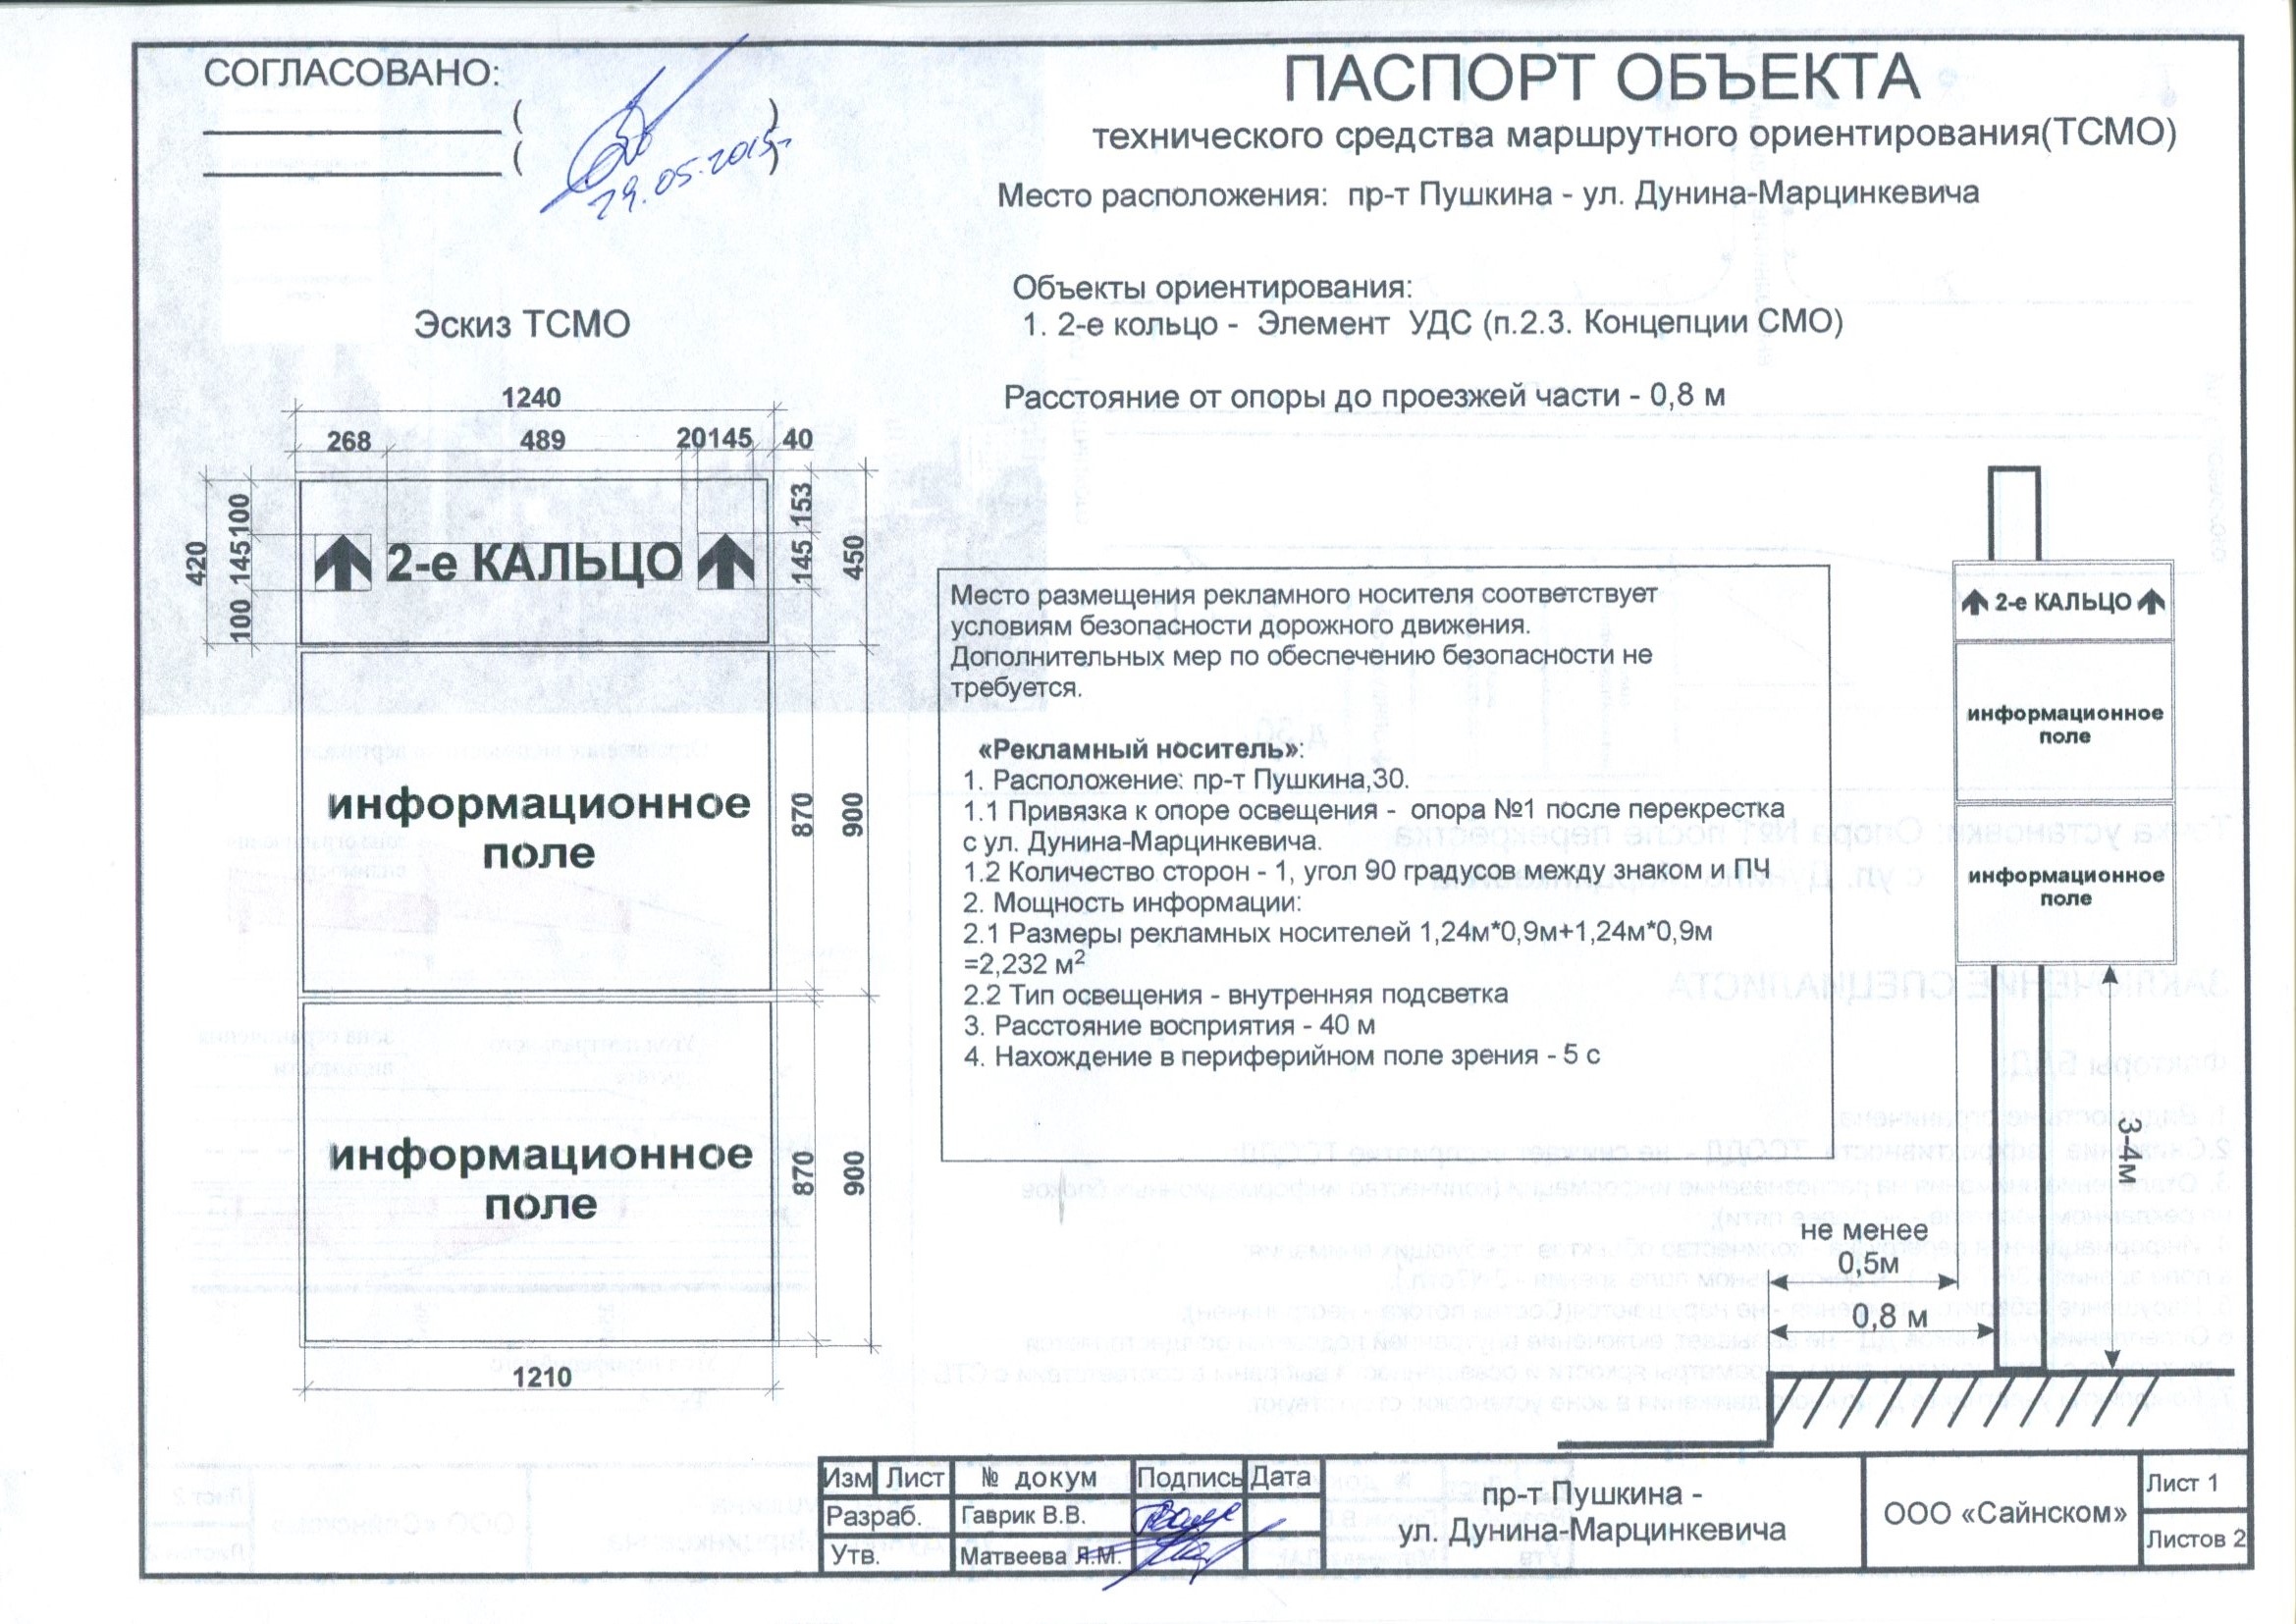 СОГЛАСОВАНО:
( )
( )
29.05.2015г.
ПАСПОРТ ОБЪЕКТА
технического средства маршрутного ориентирования(ТСМО)
Место расположения: пр-т Пушкина - ул. Дунина-Марцинкевича
Объекты ориентирования:
1. 2-е кольцо - Элемент УДС (п.2.3. Концепции СМО)
Расстояние от опоры до проезжей части - 0,8 м
Эскиз ТСМО
1240
268 489 20 145 40
420 100 145 100
153 145 450
2-е КАЛЬЦО
информационное
поле
870 900
информационное
поле
870 900
1210
Место размещения рекламного носителя соответствует
условиям безопасности дорожного движения.
Дополнительных мер по обеспечению безопасности не
требуется.
«Рекламный носитель»:
1. Расположение: пр-т Пушкина,30.
1.1 Привязка к опоре освещения - опора №1 после перекрестка
с ул. Дунина-Марцинкевича.
1.2 Количество сторон - 1, угол 90 градусов между знаком и ПЧ
2. Мощность информации:
2.1 Размеры рекламных носителей 1,24м*0,9м+1,24м*0,9м
=2,232 м²
2.2 Тип освещения - внутренняя подсветка
3. Расстояние восприятия - 40 м
4. Нахождение в периферийном поле зрения - 5 с
2-е КАЛЬЦО
информационное
поле
информационное
поле
3-4м
не менее
0,5м
0,8 м
Изм Лист № докум Подпись Дата
Разраб. Гаврик В.В.
Утв. Матвеева Л.М.
пр-т Пушкина -
ул. Дунина-Марцинкевича
ООО «Сайнском»
Лист 1
Листов 2